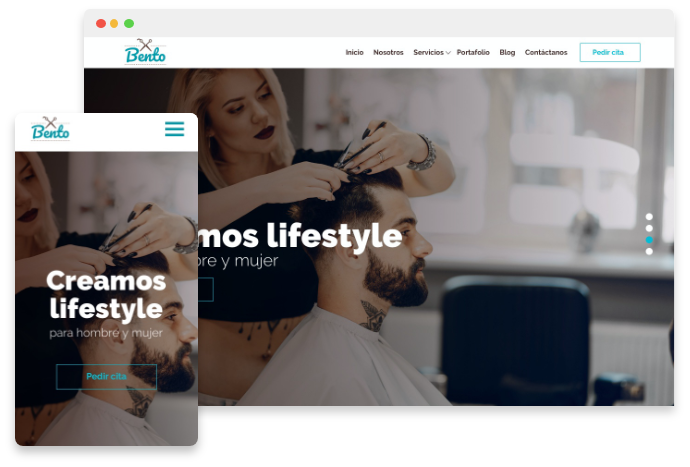 Bento
Inicio Nosotros Servicios Portafolio Blog Contáctanos Pedir cita
mos lifestyle
ore y mujer
Bento
Creamos
lifestyle
para hombre y mujer
Pedir cita